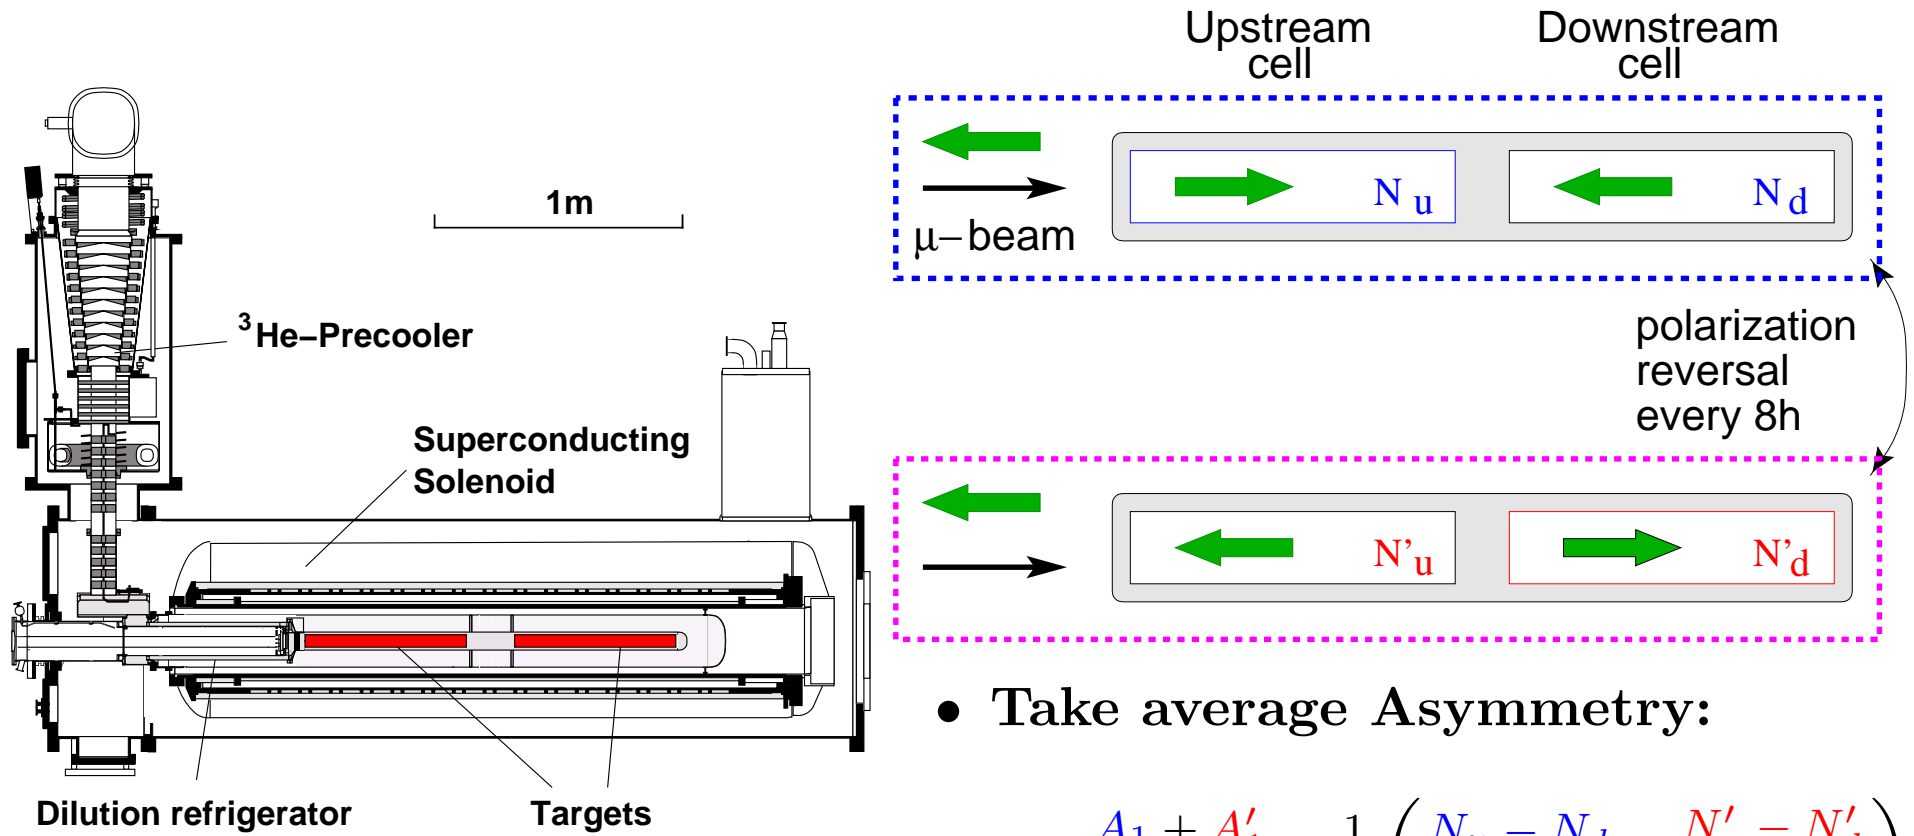 Upstream
cell
Downstream
cell
1m
N u
N d
μ–beam
³He–Precooler
polarization
reversal
every 8h
Superconducting
Solenoid
N'u
N'd
• Take average Asymmetry:
Dilution refrigerator
Targets